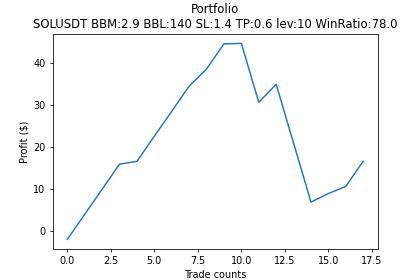 Portfolio
SOLUSDT BBM:2.9 BBL:140 SL:1.4 TP:0.6 lev:10 WinRatio:78.0
40
30
20
10
0
Profit ($)
0.0 2.5 5.0 7.5 10.0 12.5 15.0 17.5
Trade counts